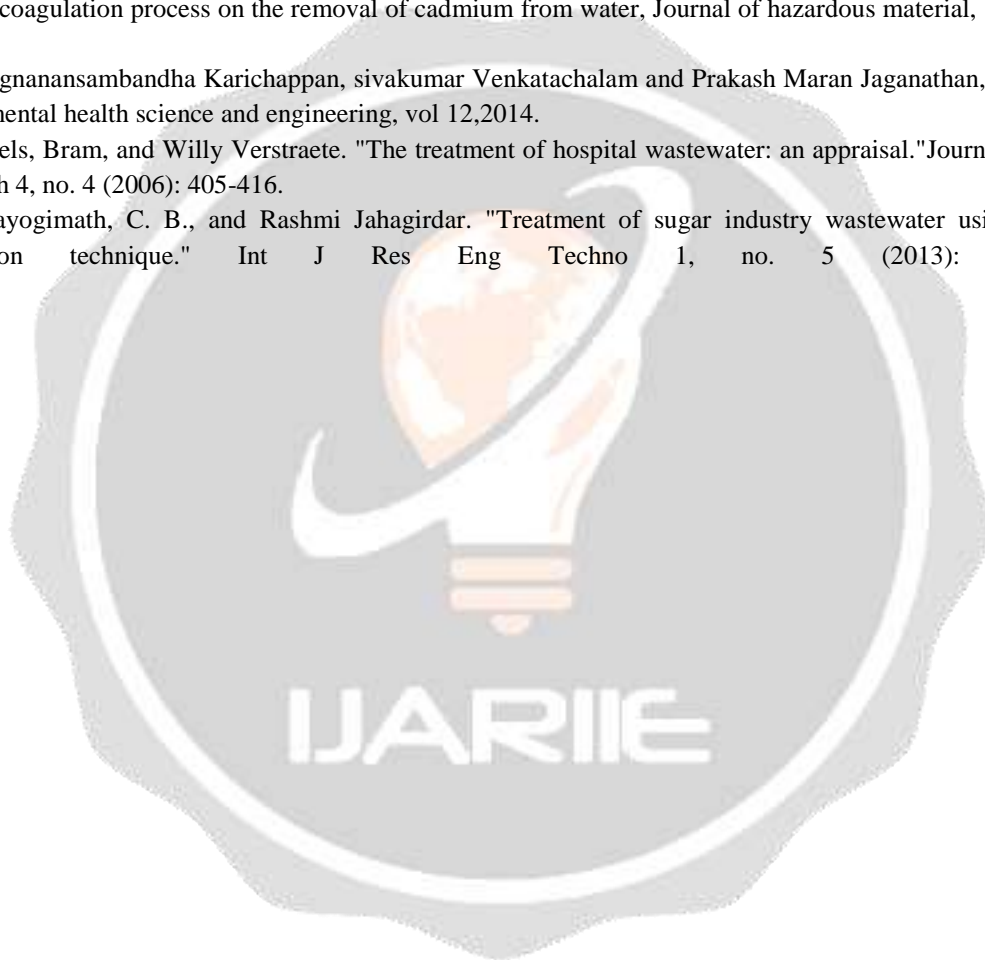 coagulation process on the removal of cadmium from water, Journal of hazardous material,
gnanansambandha Karichappan, sivakumar Venkatachalam and Prakash Maran Jaganathan,
mental health science and engineering, vol 12,2014.
els, Bram, and Willy Verstraete. "The treatment of hospital wastewater: an appraisal."Journ
h 4, no. 4 (2006): 405-416.
ayogimath, C. B., and Rashmi Jahagirdar. "Treatment of sugar industry wastewater usi
on technique." Int J Res Eng Techno 1, no. 5 (2013):
IJARIIE